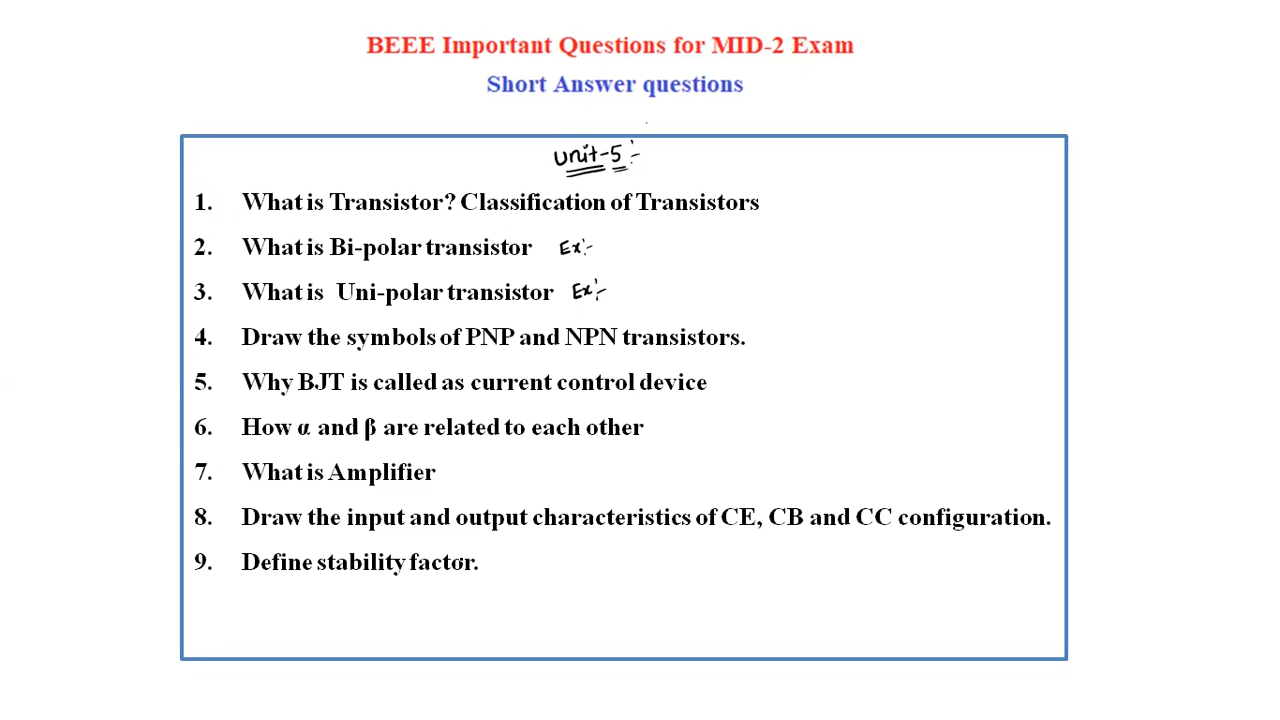 BEEE Important Questions for MID-2 Exam
Short Answer questions
Unit-5:-
1. What is Transistor? Classification of Transistors
2. What is Bi-polar transistor Ex:-
3. What is Uni-polar transistor Ex:-
4. Draw the symbols of PNP and NPN transistors.
5. Why BJT is called as current control device
6. How α and β are related to each other
7. What is Amplifier
8. Draw the input and output characteristics of CE, CB and CC configuration.
9. Define stability factor.